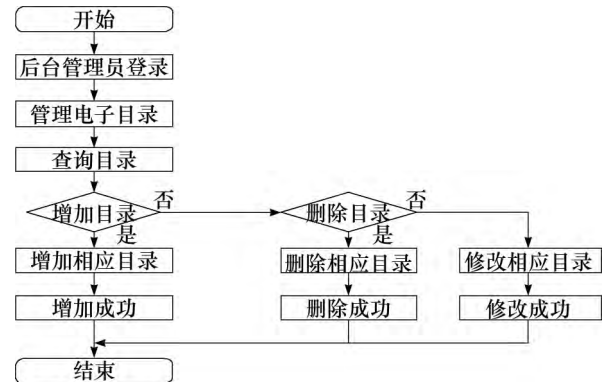 开始
后台管理员登录
管理电子目录
查询目录
增加目录
否
是
增加相应目录
增加成功
删除目录
否
是
删除相应目录
删除成功
修改相应目录
修改成功
结束